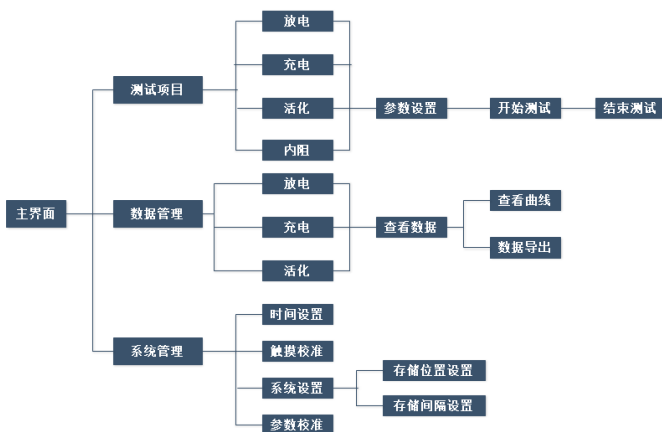 主界面
测试项目
放电
充电
活化
内阻
参数设置
开始测试
结束测试
数据管理
放电
充电
活化
查看数据
查看曲线
数据导出
系统管理
时间设置
触摸校准
系统设置
参数校准
存储位置设置
存储间隔设置